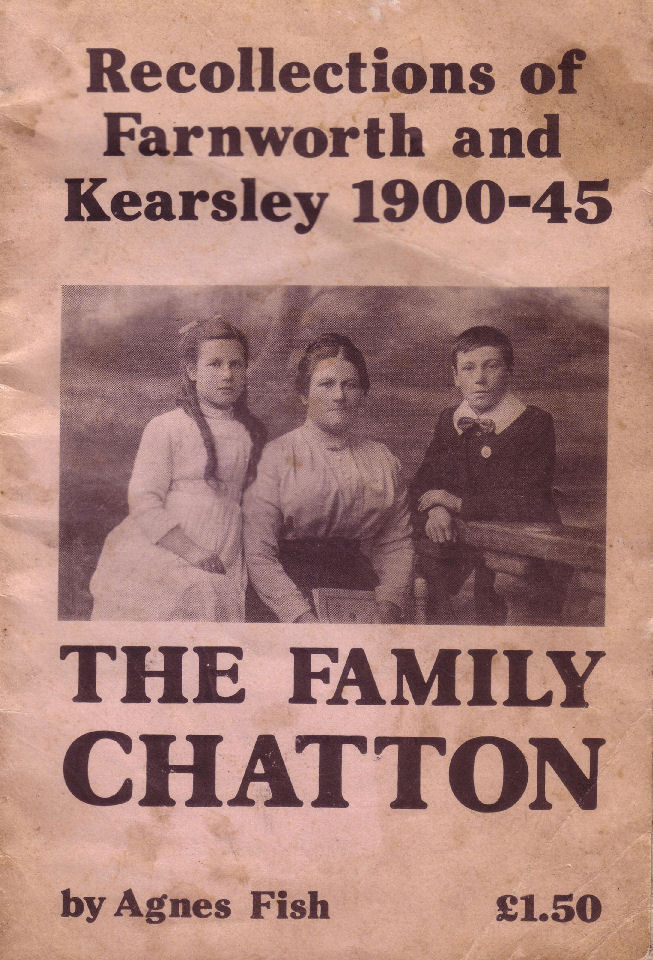 Recollections of
Farnworth and
Kearsley 1900-45
THE FAMILY
CHATTON
by Agnes Fish
£1.50